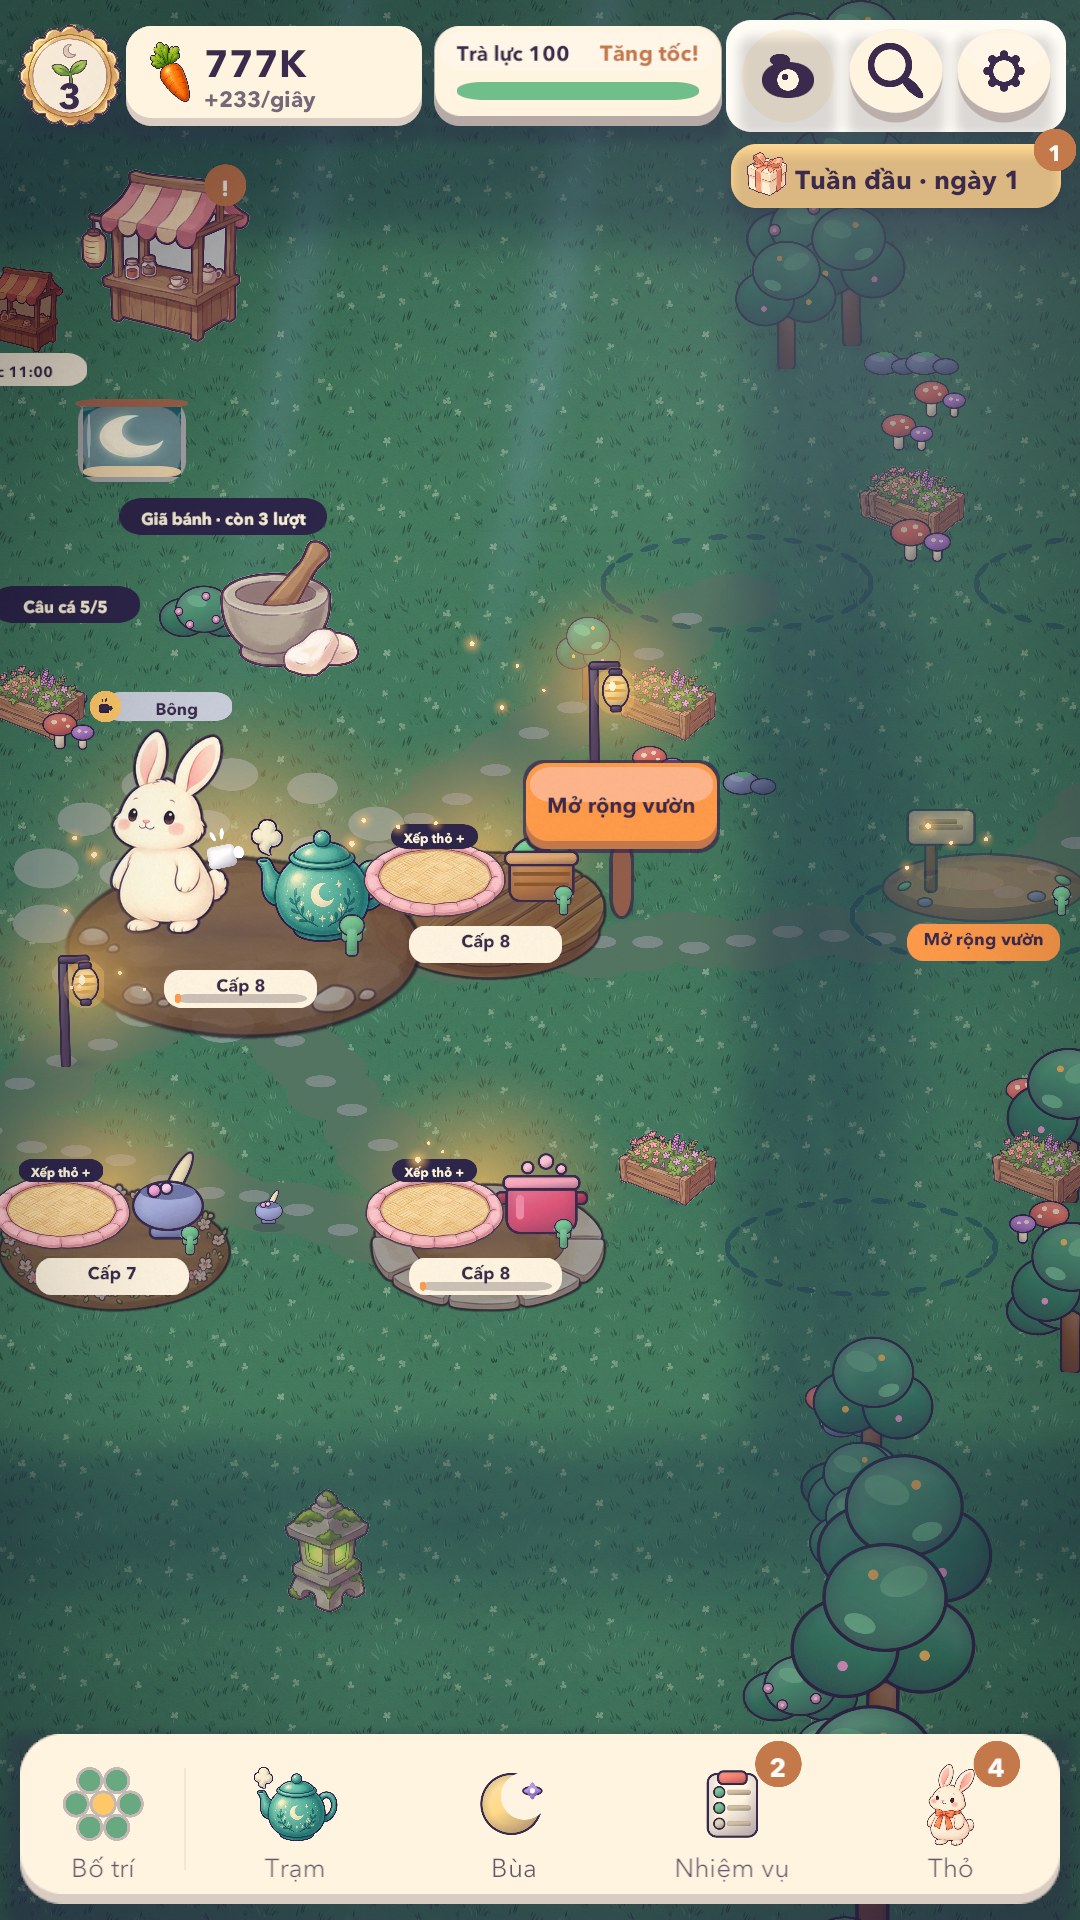 3
777K
+233/giây
Trà lực 100 Tăng tốc!
1
Tuần đầu · ngày 1
!
11:00
Giã bánh · còn 3 lượt
Câu cá 5/5
Bông
Mở rộng vườn
Xếp thỏ +
Cấp 8
Mở rộng vườn
Cấp 8
Xếp thỏ +
Xếp thỏ +
Cấp 7
Cấp 8
2
4
Bố trí
Trạm
Bùa
Nhiệm vụ
Thỏ